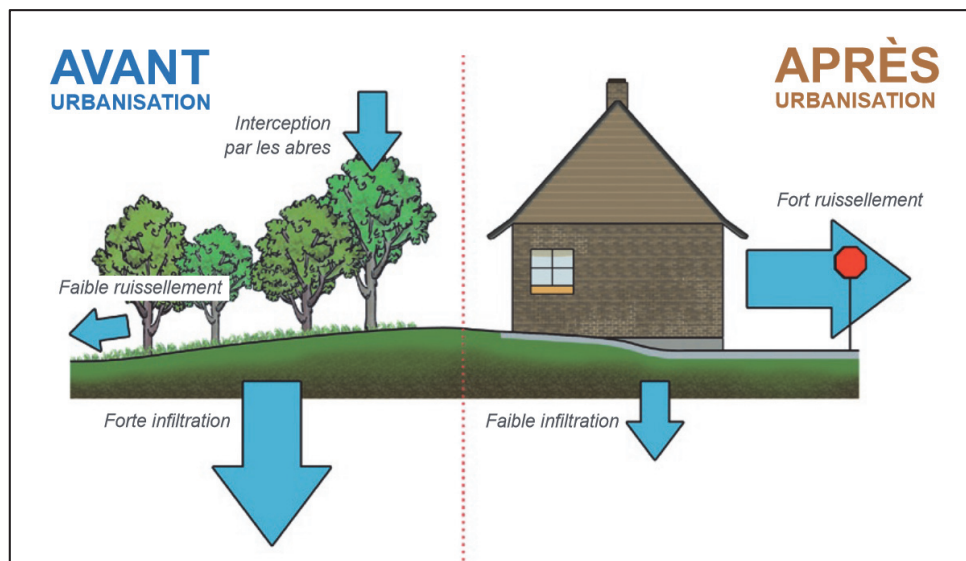 AVANT
URBANISATION
Interception
par les abres
Faible ruissellement
Forte infiltration
APRÈS
URBANISATION
Fort ruissellement
Faible infiltration